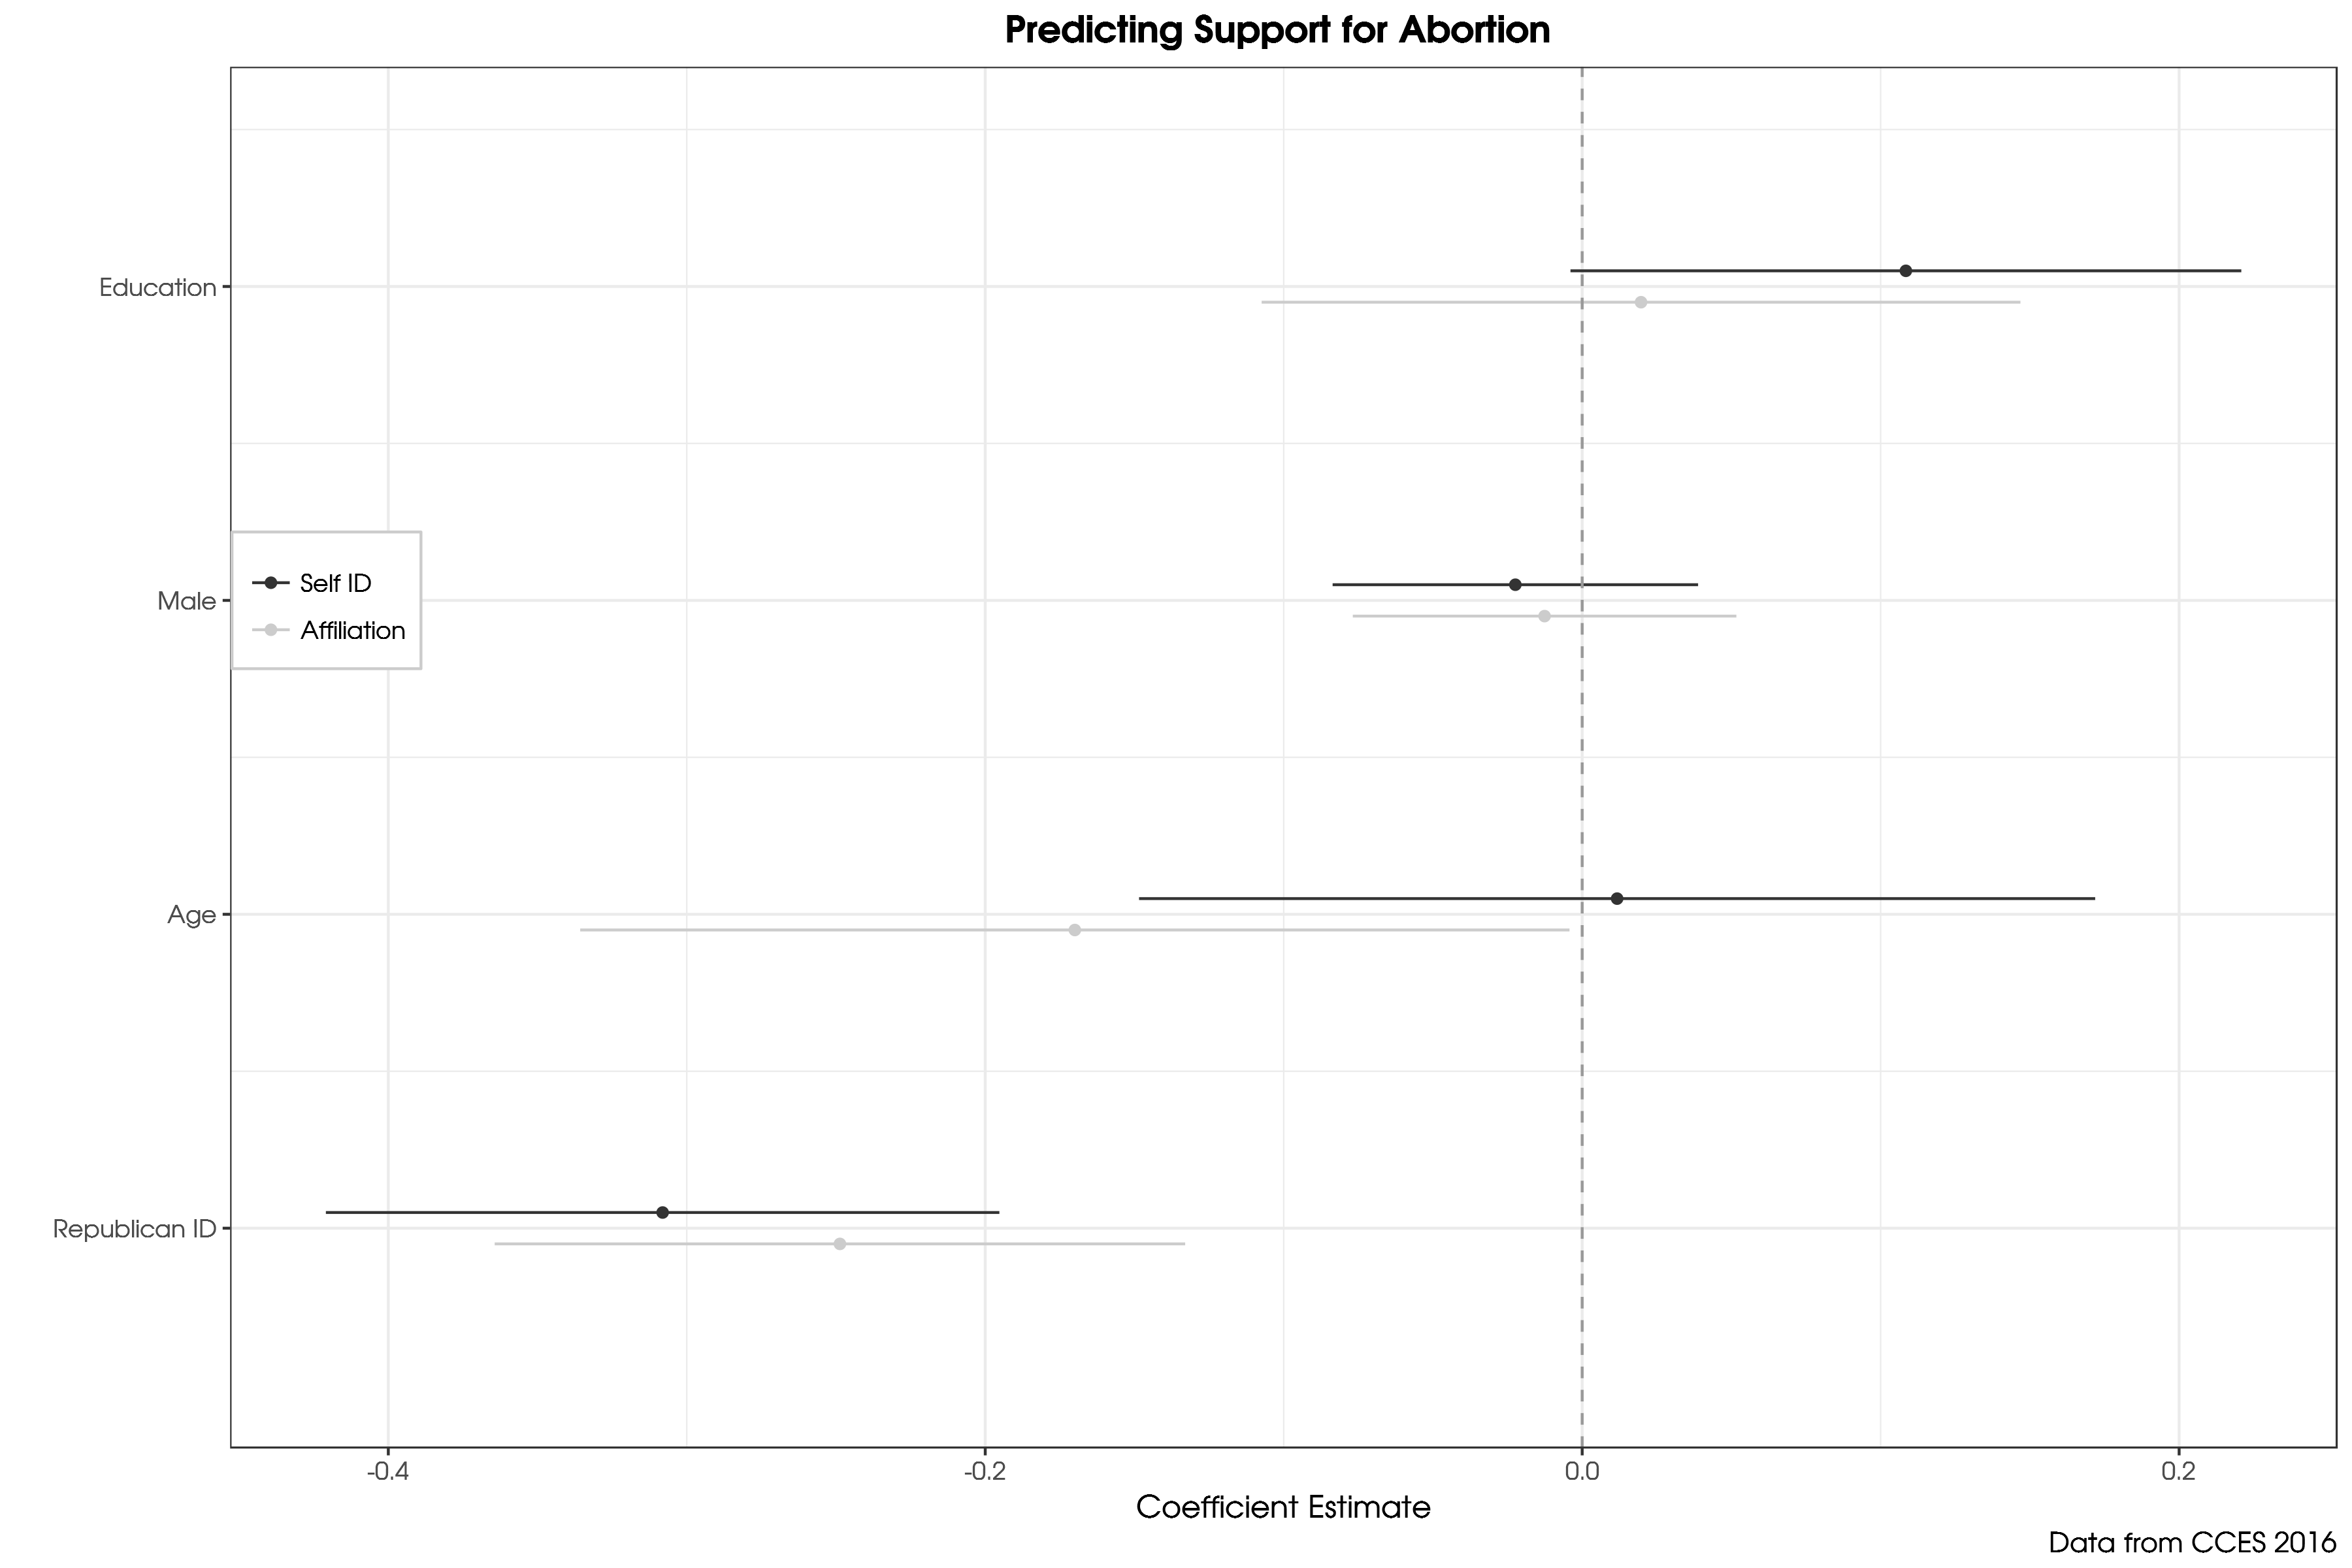 Predicting Support for Abortion
Education
Male
Age
Republican ID
Self ID
Affiliation
-0.4
-0.2
0.0
0.2
Coefficient Estimate
Data from CCES 2016